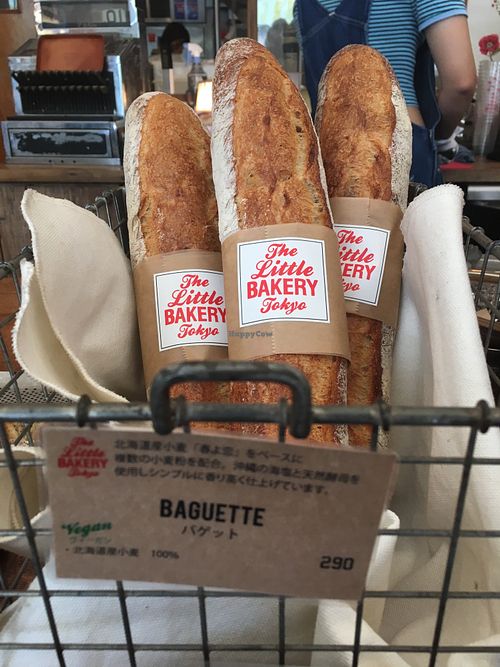 The
Little
BAKERY
Tokyo
The
Little
BAKERY
Tokyo
The
Little
BAKERY
Tokyo
HappyCow
The
Little
BAKERY
Tokyo
北海道産小麦「春よ恋」をベースに
複数の小麦粉を配合。沖縄の海塩と天然酵母を
使用しシンプルに香り高く仕上げています。
BAGUETTE
バゲット
Vegan
ヴィーガン
・北海道産小麦 100%
290